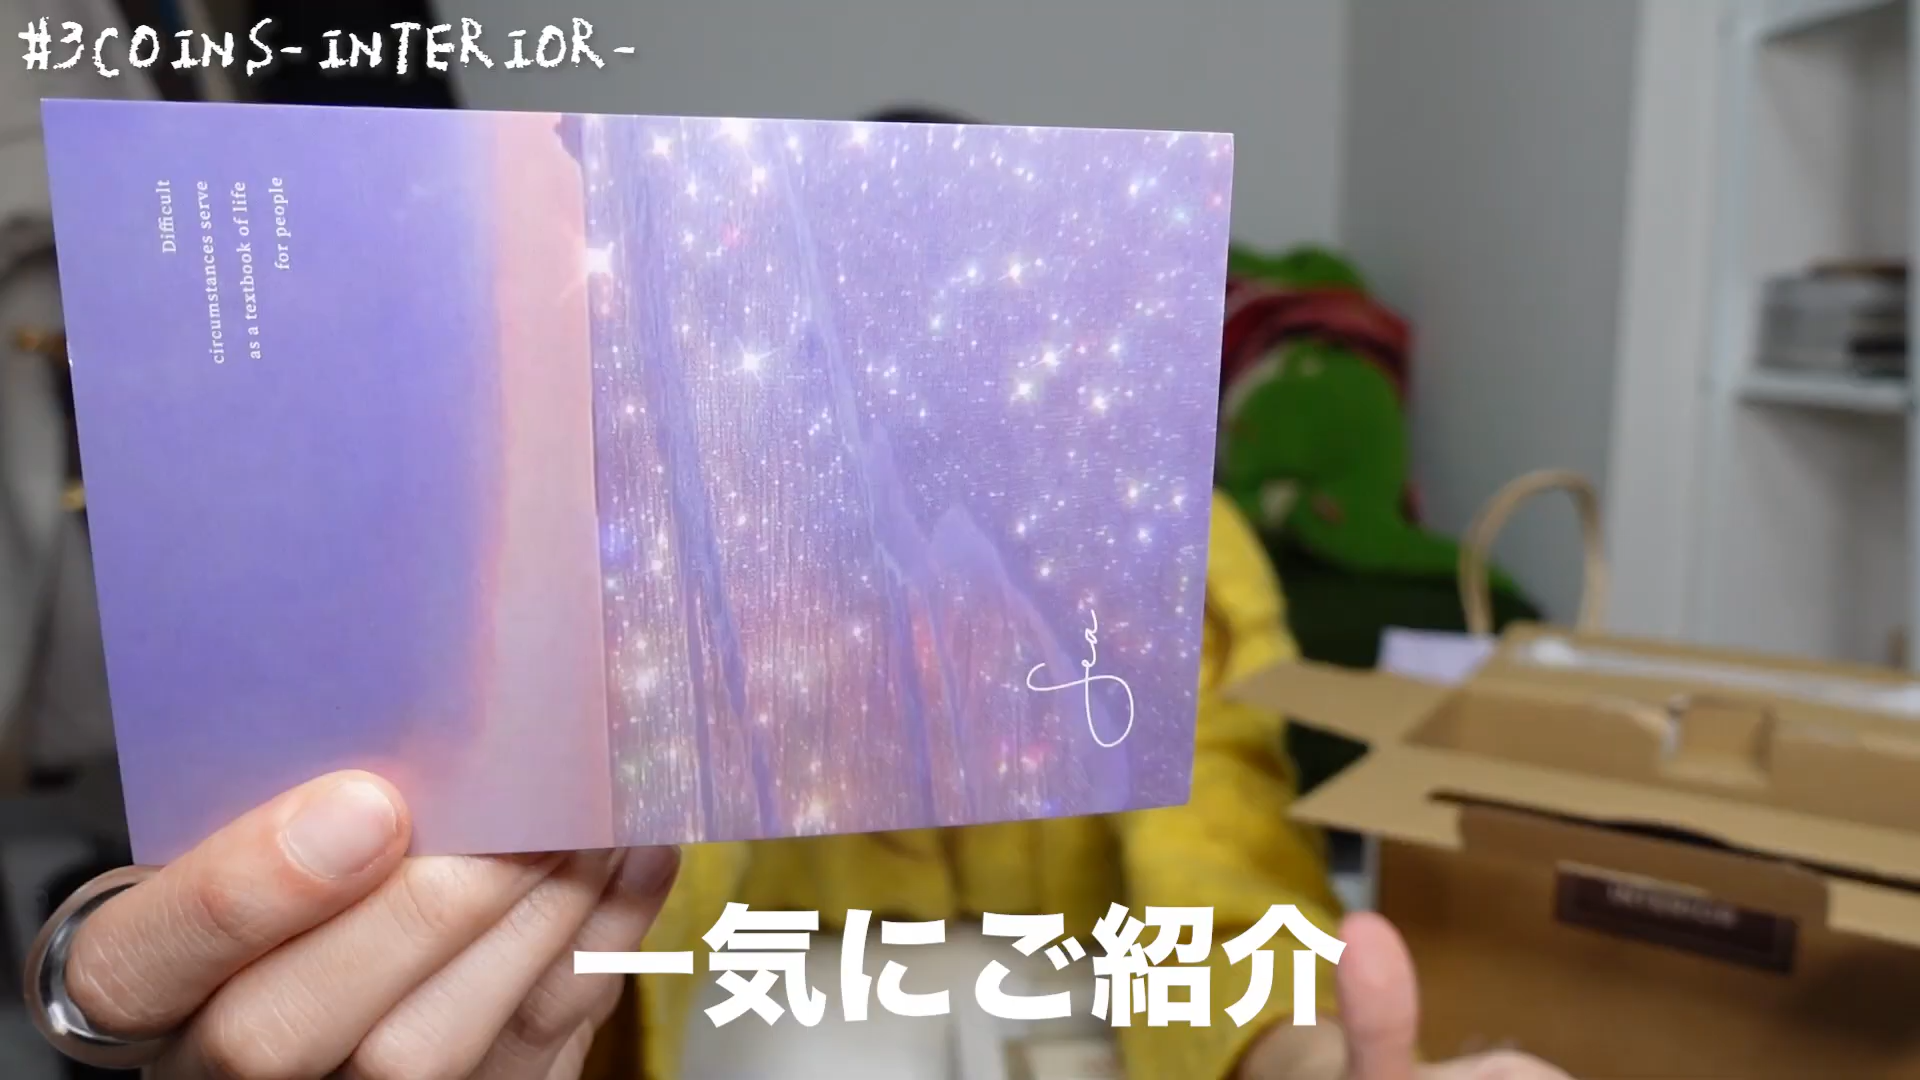 #3COINS-INTERIOR-
Difficult
circumstances serve
as a textbook of life
for people
Sea
一気にご紹介